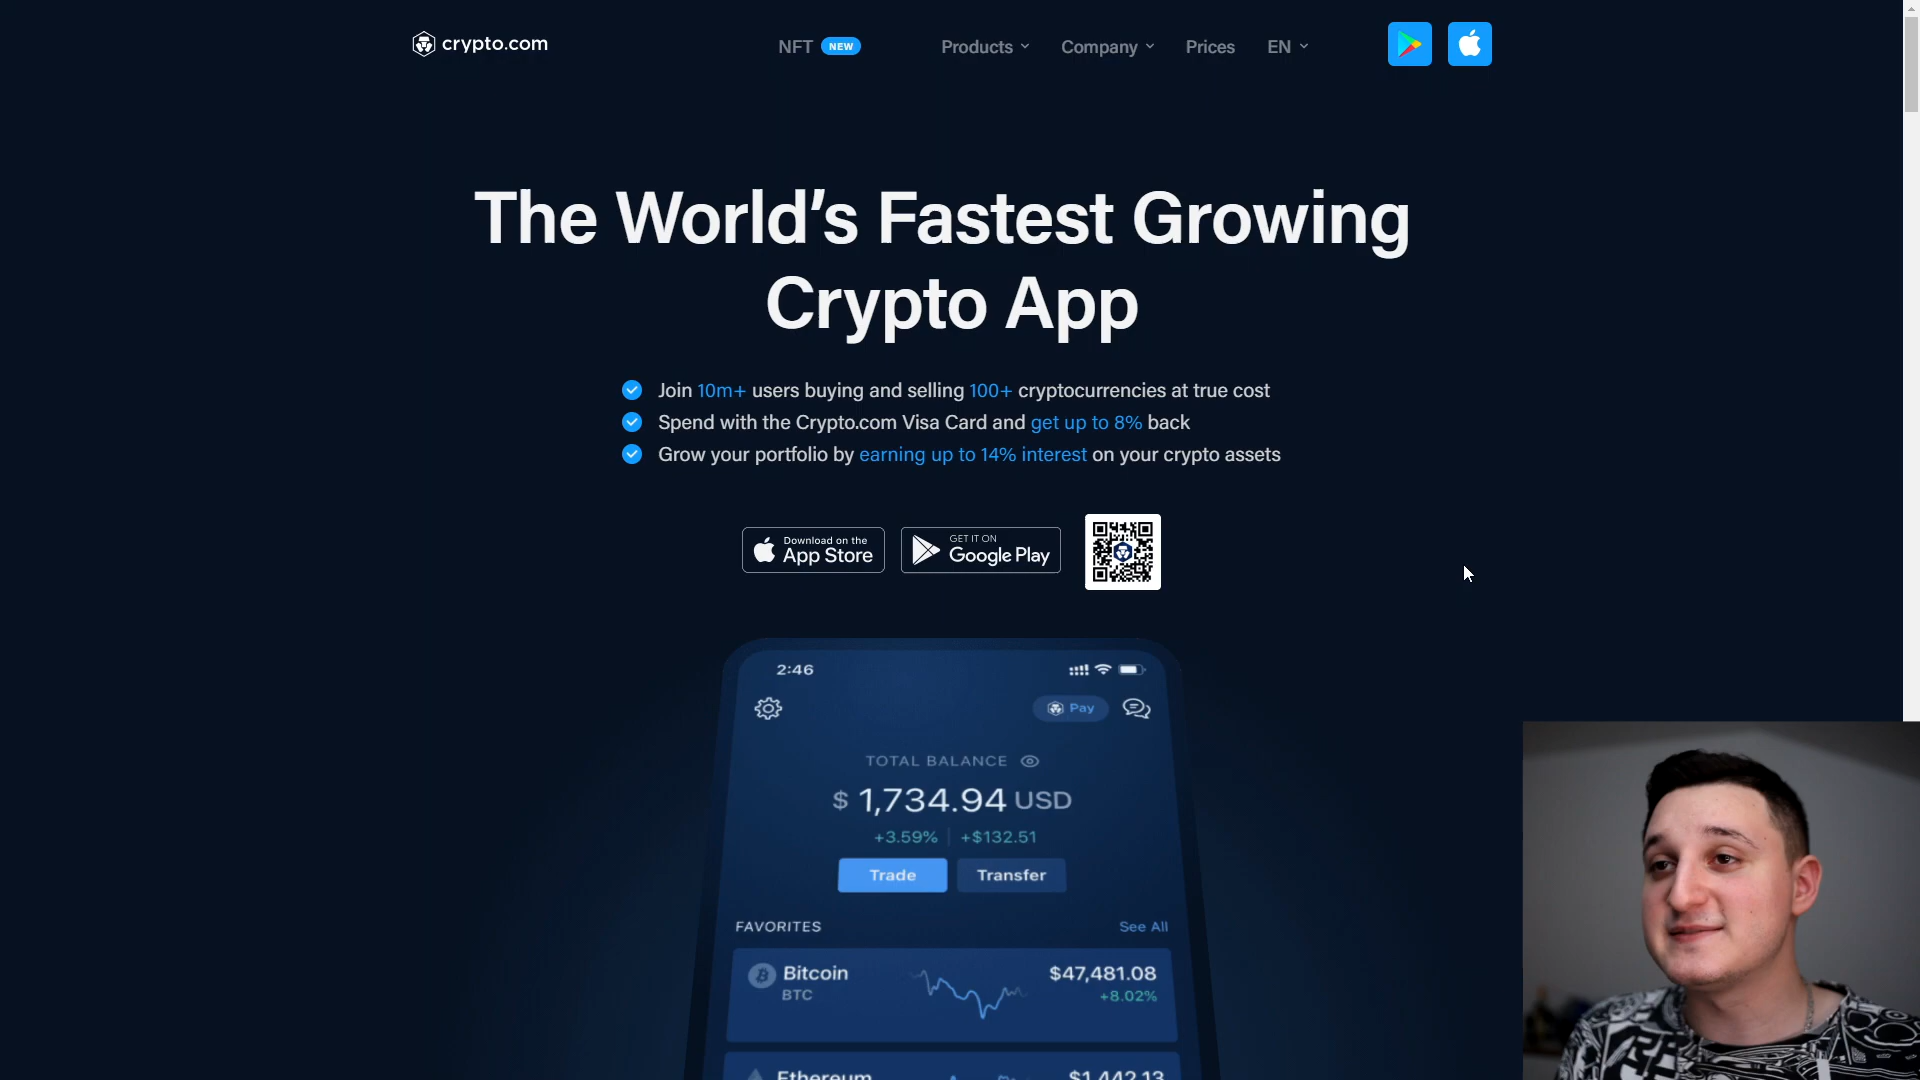 crypto.com
NFT NEW
Products
Company
Prices
EN
The World's Fastest Growing
Crypto App
Join 10m+ users buying and selling 100+ cryptocurrencies at true cost
Spend with the Crypto.com Visa Card and get up to 8% back
Grow your portfolio by earning up to 14% interest on your crypto assets
Download on the
App Store
GET IT ON
Google Play
2:46
Pay
TOTAL BALANCE
$ 1,734.94 USD
+3.59% +$132.51
Trade
Transfer
FAVORITES
See All
Bitcoin
BTC
$47,481.08
+8.02%
Ethereum
$1,442.13